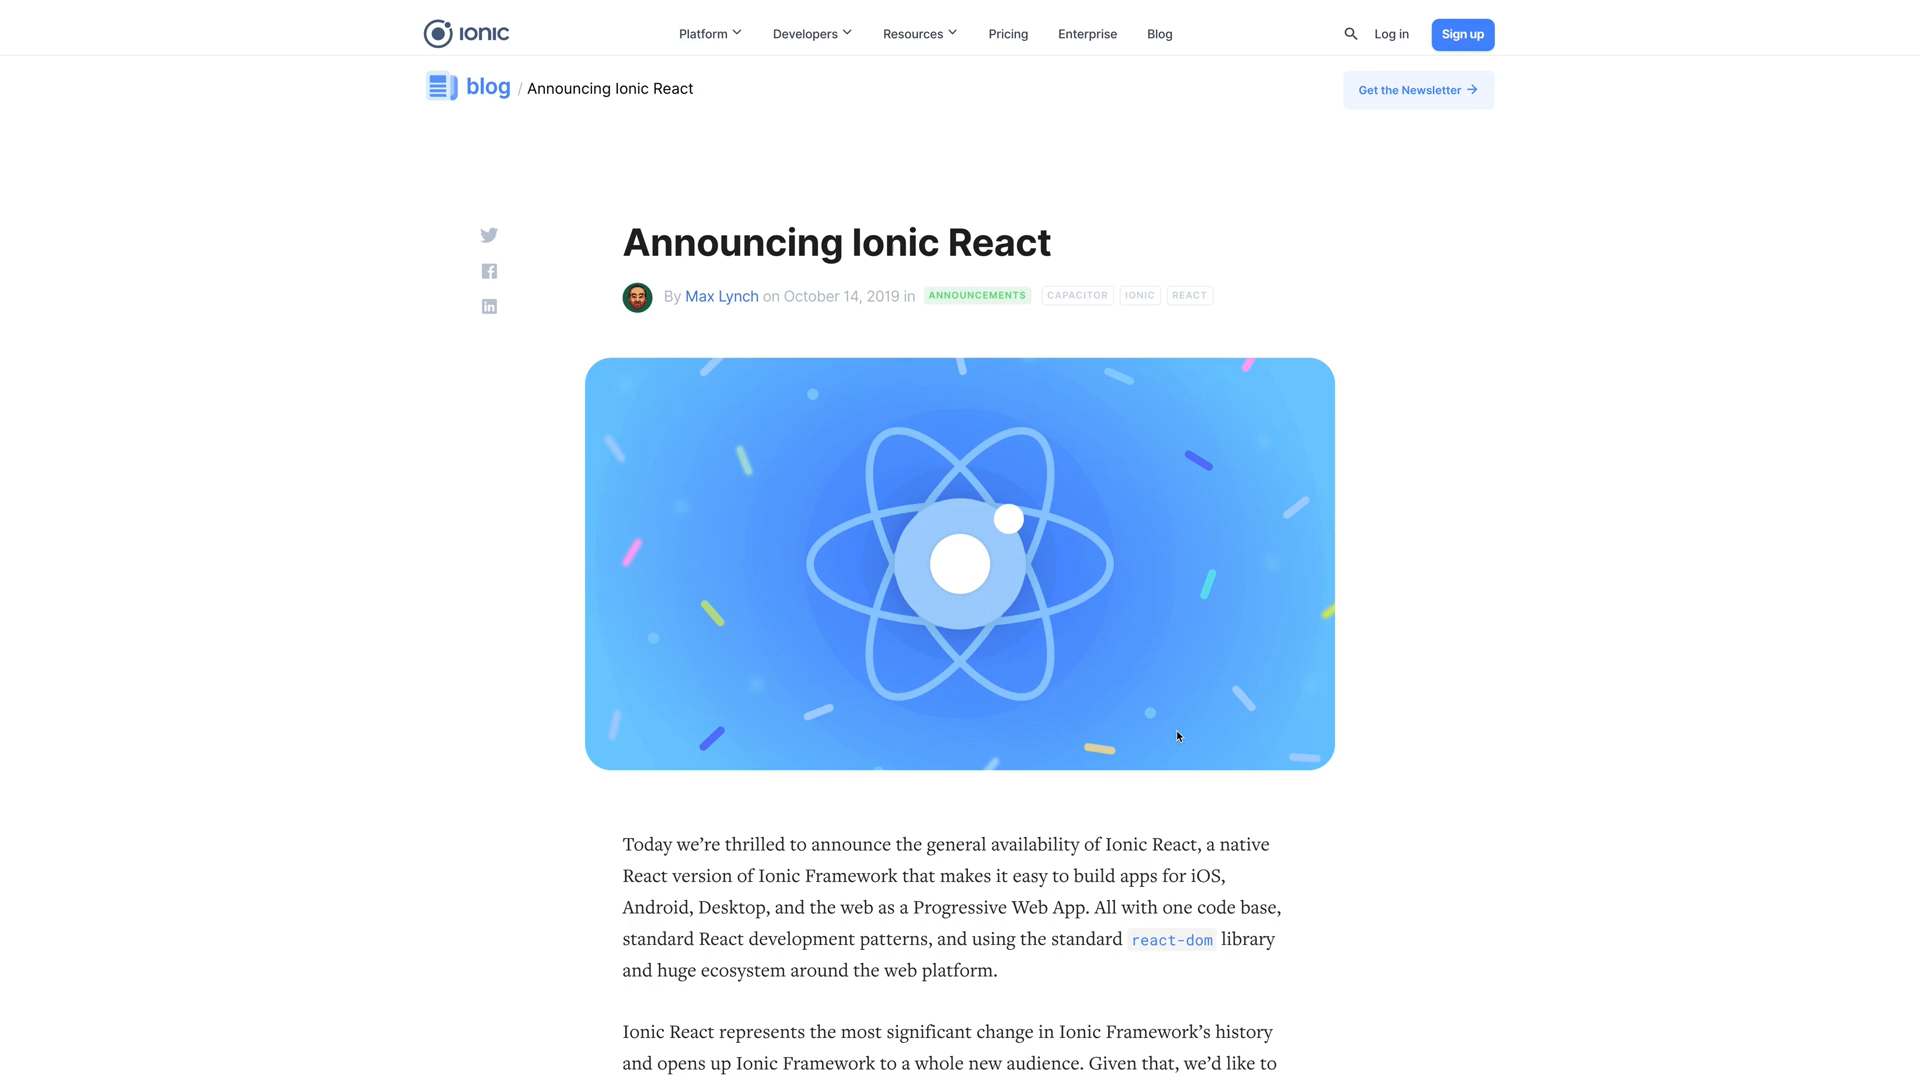 IONIC
Platform
Developers
Resources
Pricing
Enterprise
Blog
Log in
Sign up
blog / Announcing Ionic React
Get the Newsletter →
Announcing Ionic React
By Max Lynch on October 14, 2019 in ANNOUNCEMENTS CAPACITOR IONIC REACT
Today we’re thrilled to announce the general availability of Ionic React, a native
React version of Ionic Framework that makes it easy to build apps for iOS,
Android, Desktop, and the web as a Progressive Web App. All with one code base,
standard React development patterns, and using the standard react-dom library
and huge ecosystem around the web platform.
Ionic React represents the most significant change in Ionic Framework’s history
and opens up Ionic Framework to a whole new audience. Given that, we’d like to